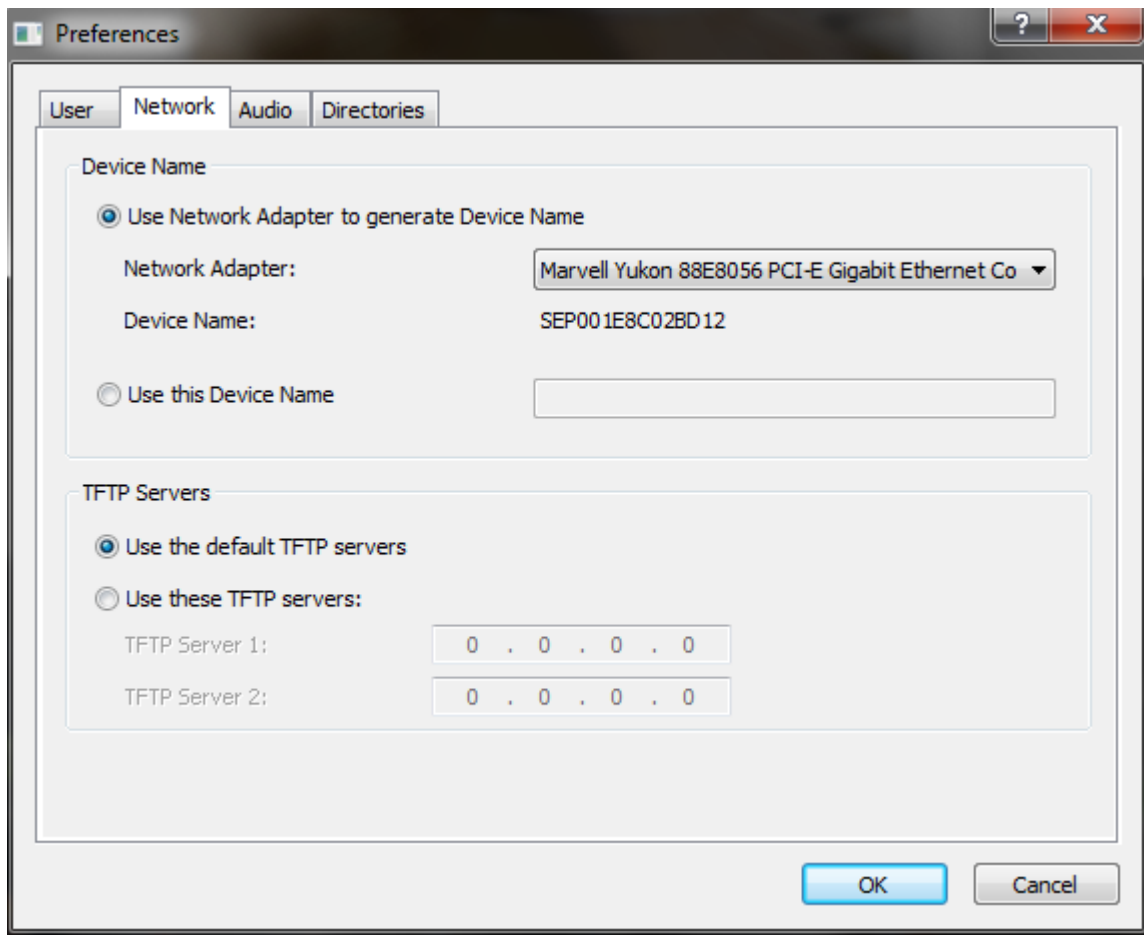 Preferences
User Network Audio Directories
Device Name
Use Network Adapter to generate Device Name
Network Adapter: Marvell Yukon 88E8056 PCI-E Gigabit Ethernet Co
Device Name: SEP001E8C02BD12
Use this Device Name
TFTP Servers
Use the default TFTP servers
Use these TFTP servers:
TFTP Server 1: 0 . 0 . 0 . 0
TFTP Server 2: 0 . 0 . 0 . 0
OK Cancel